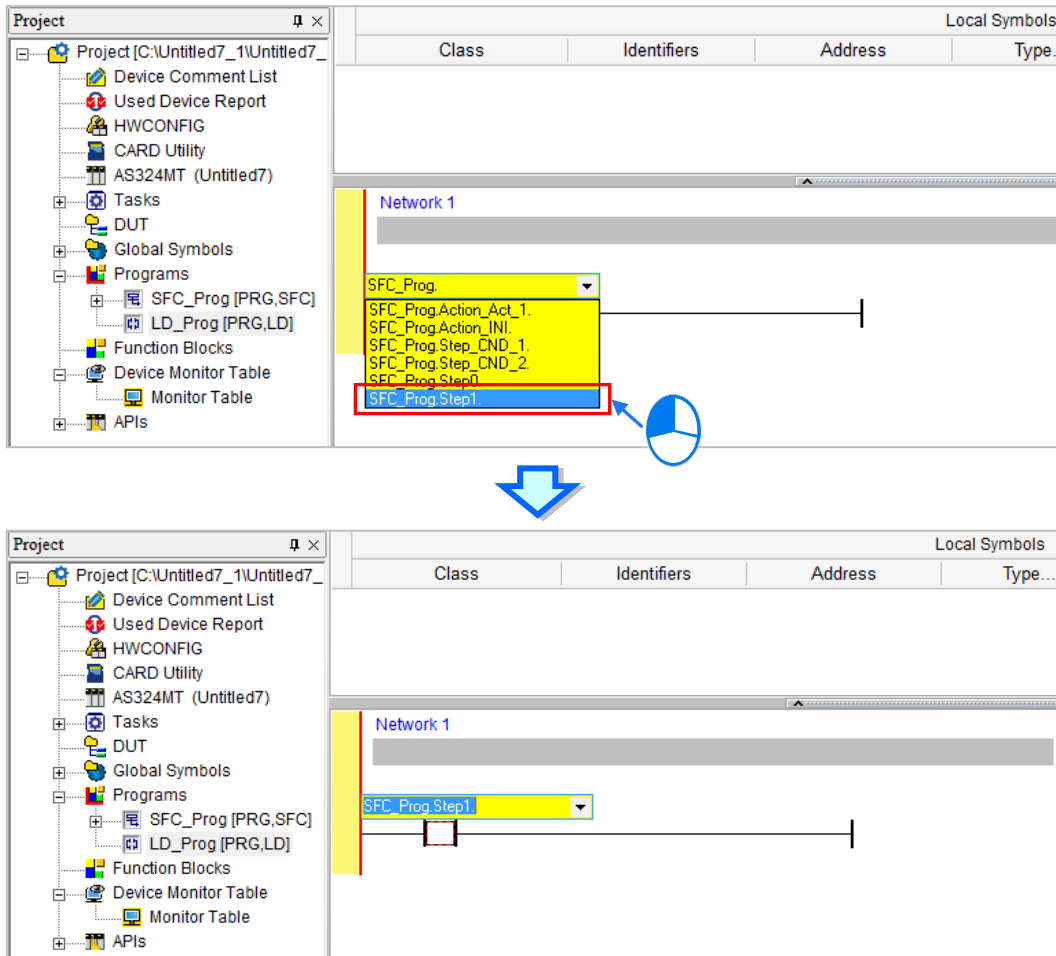 Project
Project [C:\Untitled7_1\Untitled7_
Device Comment List
Used Device Report
HWCONFIG
CARD Utility
AS324MT (Untitled7)
Tasks
DUT
Global Symbols
Programs
SFC_Prog [PRG,SFC]
LD_Prog [PRG,LD]
Function Blocks
Device Monitor Table
Monitor Table
APIs
Local Symbols
Class Identifiers Address Type.
Network 1
SFC_Prog.
SFC_Prog.Action_Act_1.
SFC_Prog.Action_INI.
SFC_Prog.Step_CND_1.
SFC_Prog.Step_CND_2.
SFC_Prog.Step0.
SFC_Prog.Step1.
Project
Project [C:\Untitled7_1\Untitled7_
Device Comment List
Used Device Report
HWCONFIG
CARD Utility
AS324MT (Untitled7)
Tasks
DUT
Global Symbols
Programs
SFC_Prog [PRG,SFC]
LD_Prog [PRG,LD]
Function Blocks
Device Monitor Table
Monitor Table
APIs
Local Symbols
Class Identifiers Address Type...
Network 1
SFC_Prog.Step1.